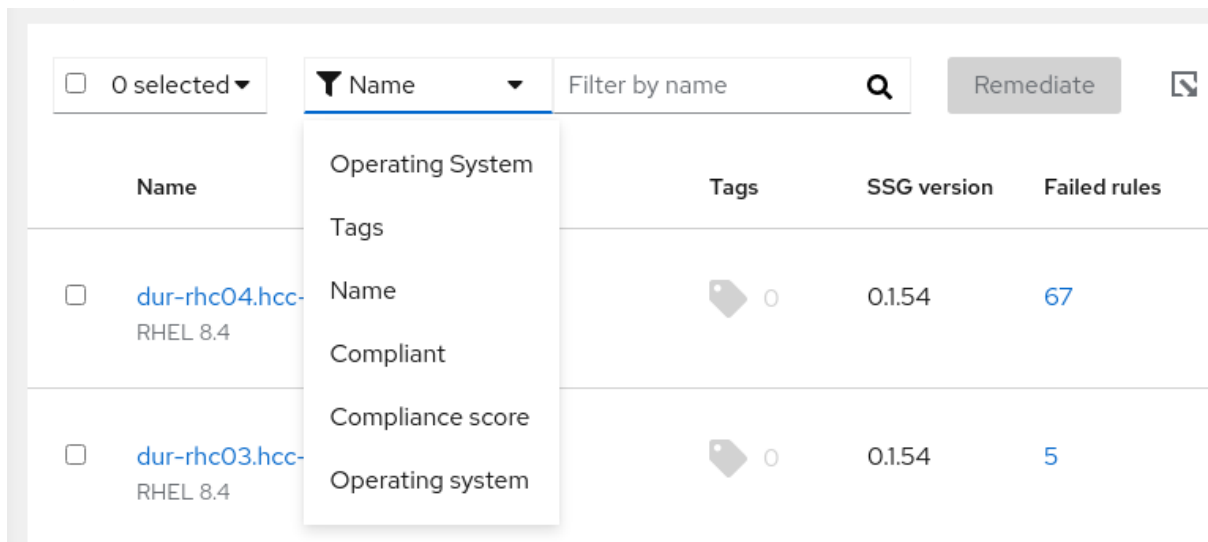 0 selected Name Filter by name Remediate
Operating System
Tags
Name
Compliant
Compliance score
Operating system
Name Tags SSG version Failed rules
dur-rhc04.hcc- 0 0.1.54 67
RHEL 8.4
dur-rhc03.hcc- 0 0.1.54 5
RHEL 8.4